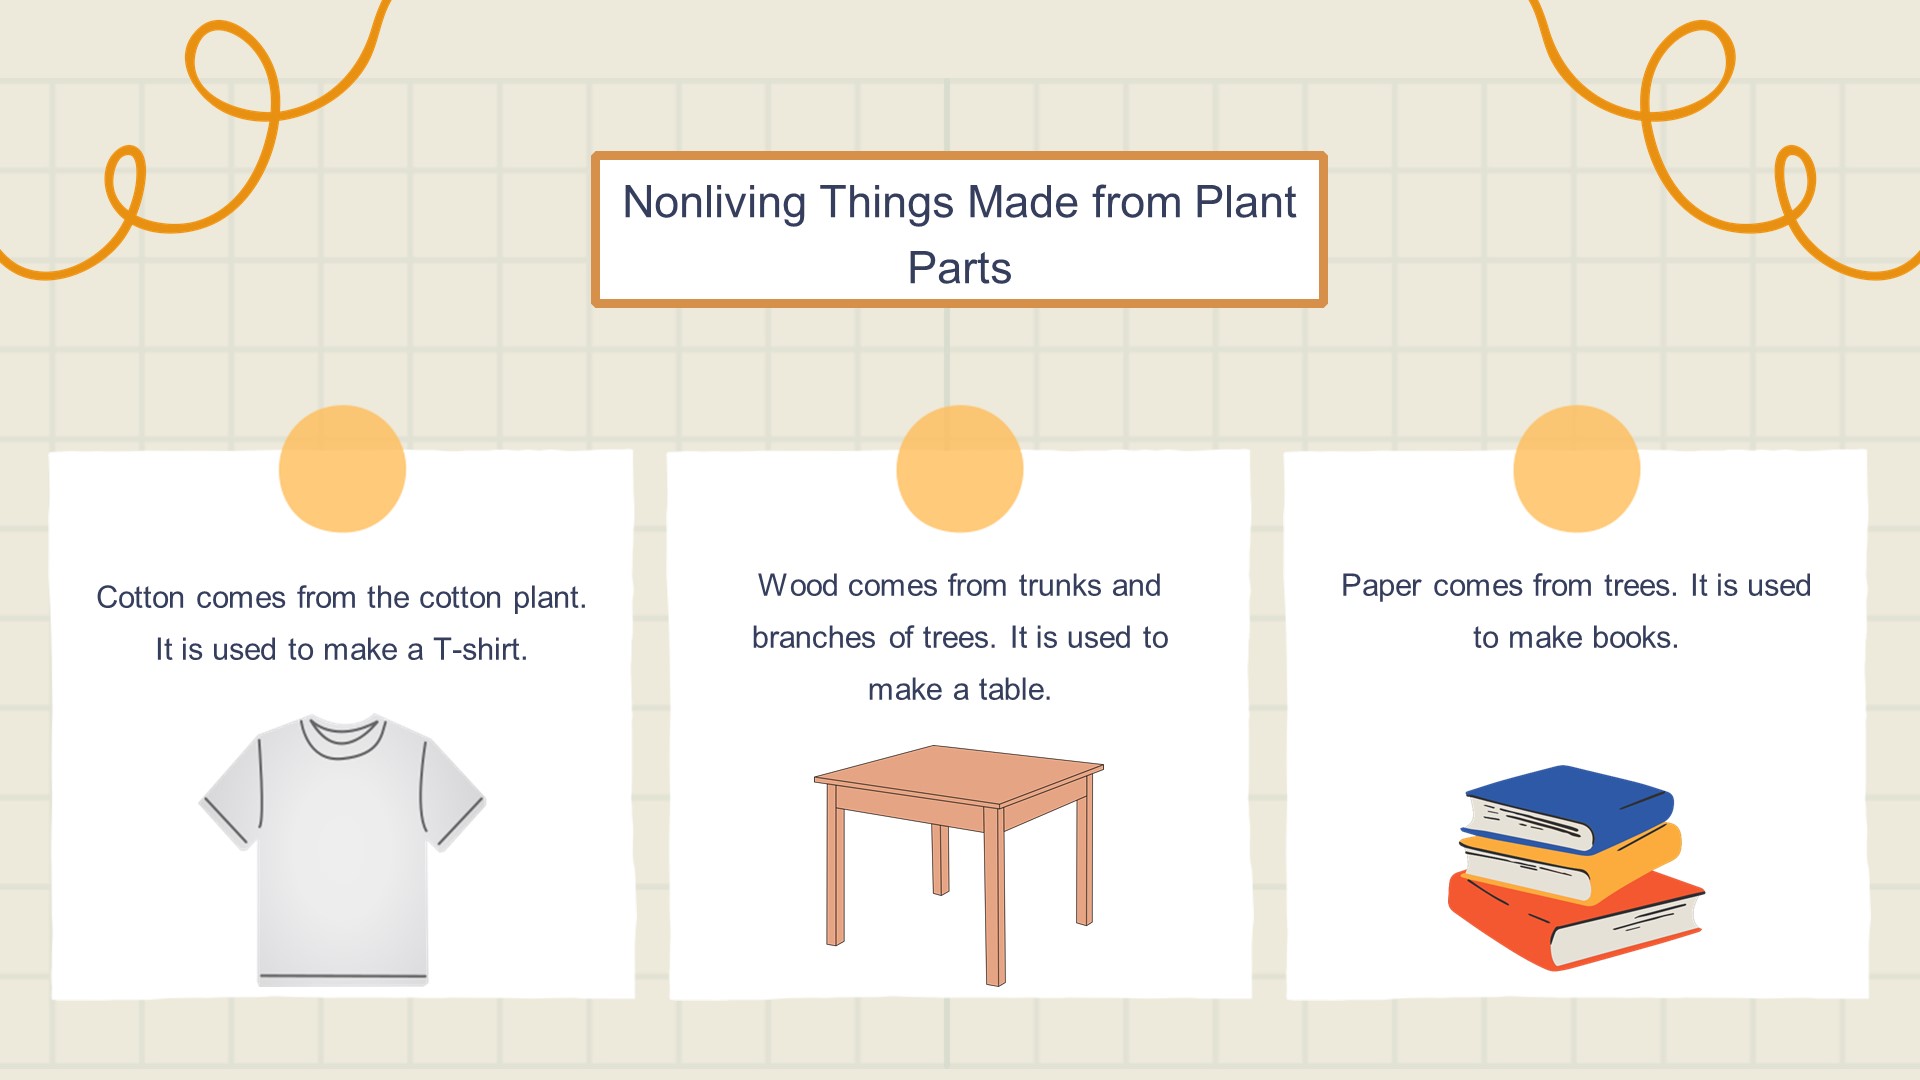 Nonliving Things Made from Plant
Parts
Cotton comes from the cotton plant.
It is used to make a T-shirt.
Wood comes from trunks and
branches of trees. It is used to
make a table.
Paper comes from trees. It is used
to make books.